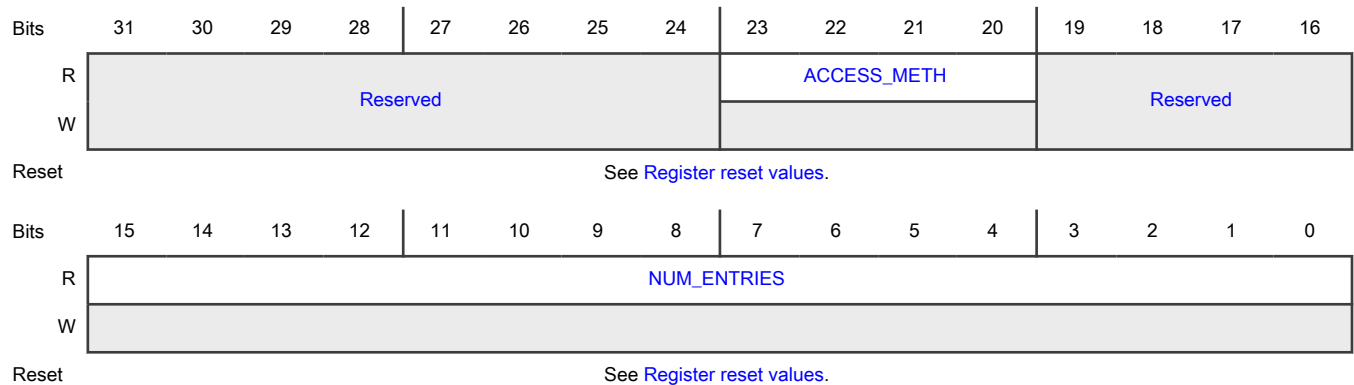 Bits 31 30 29 28 27 26 25 24 23 22 21 20 19 18 17 16
R ACCESS_METH
Reserved Reserved
W
Reset See Register reset values.
Bits 15 14 13 12 11 10 9 8 7 6 5 4 3 2 1 0
R NUM_ENTRIES
W
Reset See Register reset values.